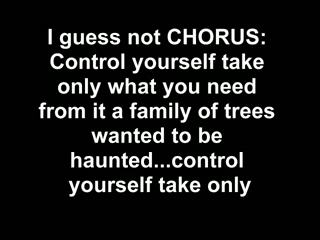 I guess not CHORUS:
Control yourself take
only what you need
from it a family of trees
wanted to be
haunted...control
yourself take only